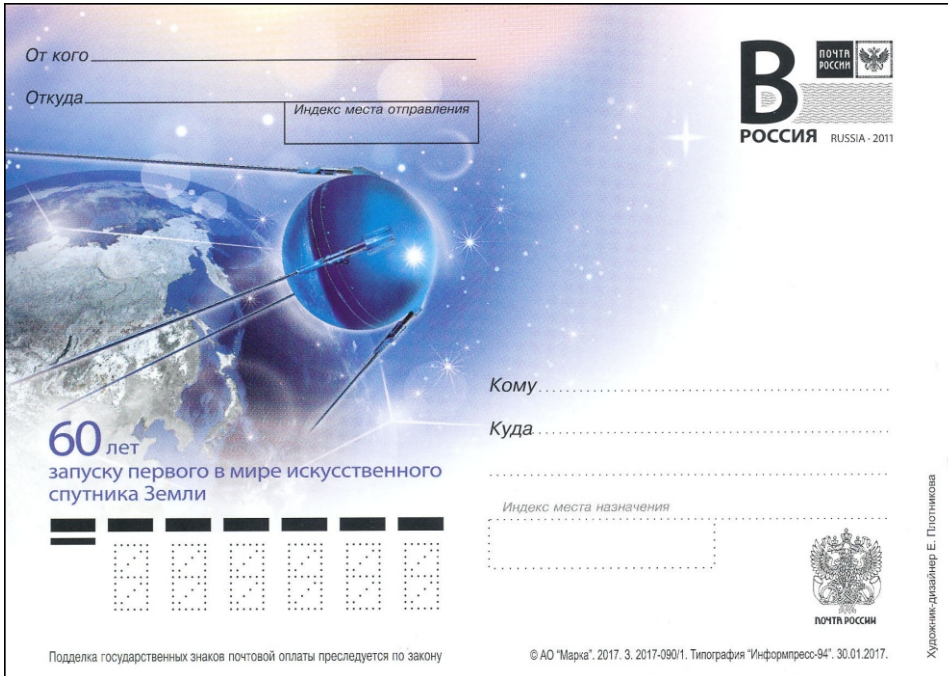 От кого
Откуда
Индекс места отправления
ПОЧТА
РОССИИ
B
РОССИЯ RUSSIA - 2011
60 лет
запуску первого в мире искусственного
спутника Земли
Кому
Куда
Индекс места назначения
ПОЧТА РОССИИ
Художник-дизайнер Е. Плотникова
Подделка государственных знаков почтовой оплаты преследуется по закону
© АО "Марка". 2017. З. 2017-090/1. Типография "Информпресс-94". 30.01.2017.